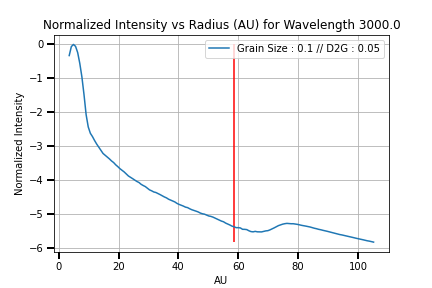 Normalized Intensity vs Radius (AU) for Wavelength 3000.0
Grain Size : 0.1 // D2G : 0.05
Normalized Intensity
0
−1
−2
−3
−4
−5
−6
0 20 40 60 80 100
AU